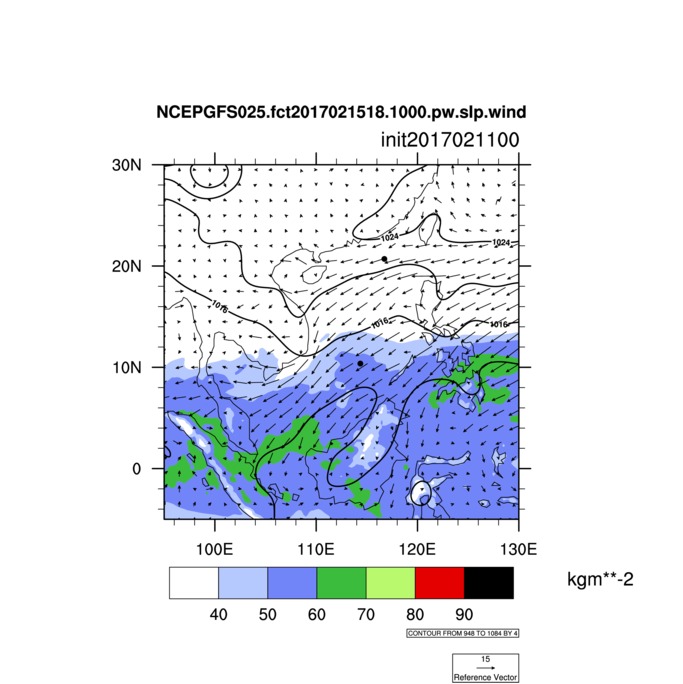 NCEPGFS025.fct2017021518.1000.pw.slp.wind
init2017021100
30N
1024
1024
20N
1016
1016
1016
10N
0
100E 110E 120E 130E
kgm**-2
40 50 60 70 80 90
CONTOUR FROM 948 TO 1084 BY 4
15
Reference Vector